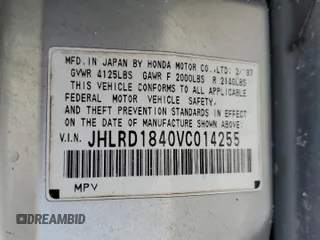 MFD. IN JAPAN BY HONDA MOTOR CO., LTD. 2/'97
GVWR 4125LBS GAWR F 2000LBS R 2140LBS
THIS VEHICLE CONFORMS TO ALL APPLICABLE
FEDERAL MOTOR VEHICLE SAFETY,
AND THEFT PREVENTION STANDARDS IN EFFECT
ON THE DATE OF MANUFACTURE SHOWN ABOVE.
V.I.N. JHLRD1840VC014255
MPV
DREAMBID